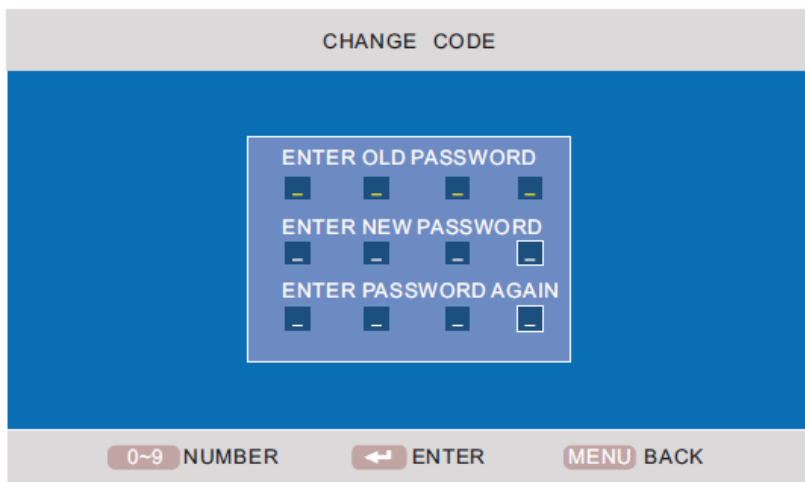 CHANGE CODE
ENTER OLD PASSWORD
_ _ _ _
ENTER NEW PASSWORD
_ _ _ _
ENTER PASSWORD AGAIN
_ _ _ _
0~9 NUMBER ENTER MENU BACK